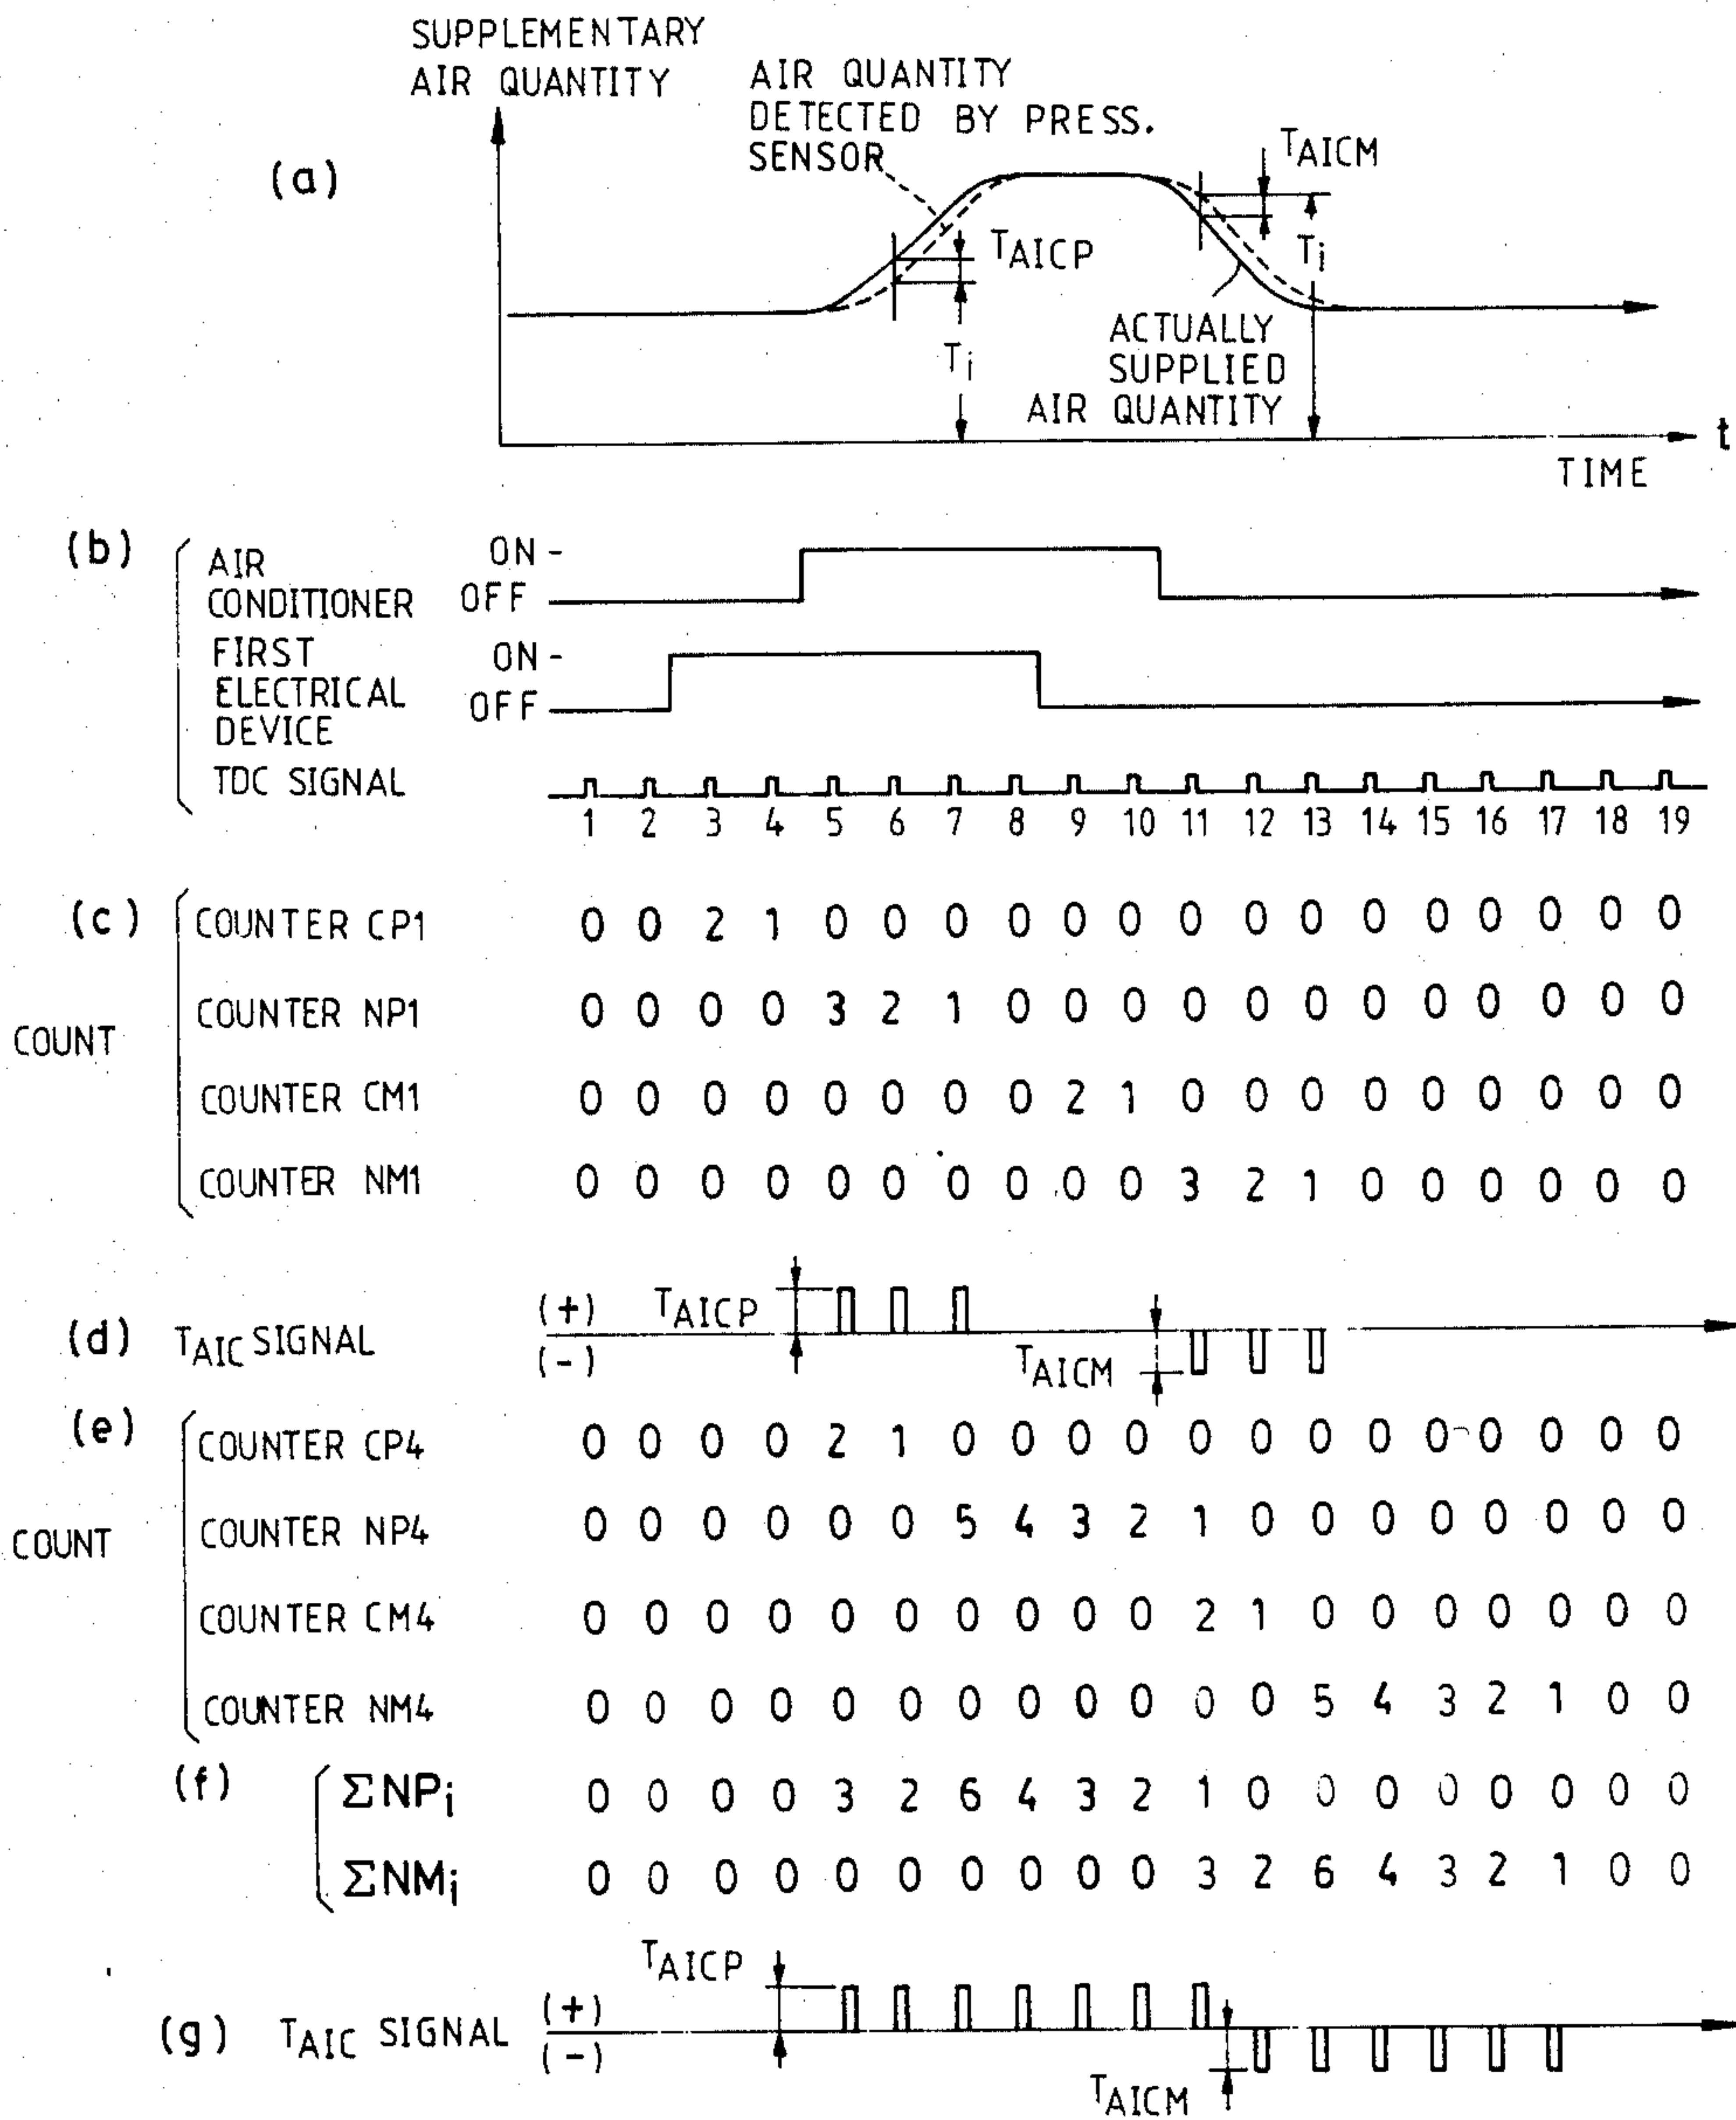 SUPPLEMENTARY
AIR QUANTITY
AIR QUANTITY
DETECTED BY PRESS.
SENSOR
(a)
TAICM
TAICP
Ti
Ti
ACTUALLY
SUPPLIED
AIR QUANTITY
t
TIME
(b)
AIR
CONDITIONER
ON
OFF
FIRST
ELECTRICAL
DEVICE
ON
OFF
TDC SIGNAL
1 2 3 4 5 6 7 8 9 10 11 12 13 14 15 16 17 18 19
(c)
COUNT
COUNTER CP1 0 0 2 1 0 0 0 0 0 0 0 0 0 0 0 0 0 0 0
COUNTER NP1 0 0 0 0 3 2 1 0 0 0 0 0 0 0 0 0 0 0 0
COUNTER CM1 0 0 0 0 0 0 0 0 2 1 0 0 0 0 0 0 0 0 0
COUNTER NM1 0 0 0 0 0 0 0 0 0 0 3 2 1 0 0 0 0 0 0
(d) TAIC SIGNAL
(+)
(-)
TAICP
TAICM
(e)
COUNT
COUNTER CP4 0 0 0 0 2 1 0 0 0 0 0 0 0 0 0 0 0 0 0
COUNTER NP4 0 0 0 0 0 0 5 4 3 2 1 0 0 0 0 0 0 0 0
COUNTER CM4 0 0 0 0 0 0 0 0 0 0 2 1 0 0 0 0 0 0 0
COUNTER NM4 0 0 0 0 0 0 0 0 0 0 0 0 5 4 3 2 1 0 0
(f)
ΣNPi 0 0 0 0 3 2 6 4 3 2 1 0 0 0 0 0 0 0 0
ΣNMi 0 0 0 0 0 0 0 0 0 0 3 2 6 4 3 2 1 0 0
(g) TAIC SIGNAL
(+)
(-)
TAICP
TAICM